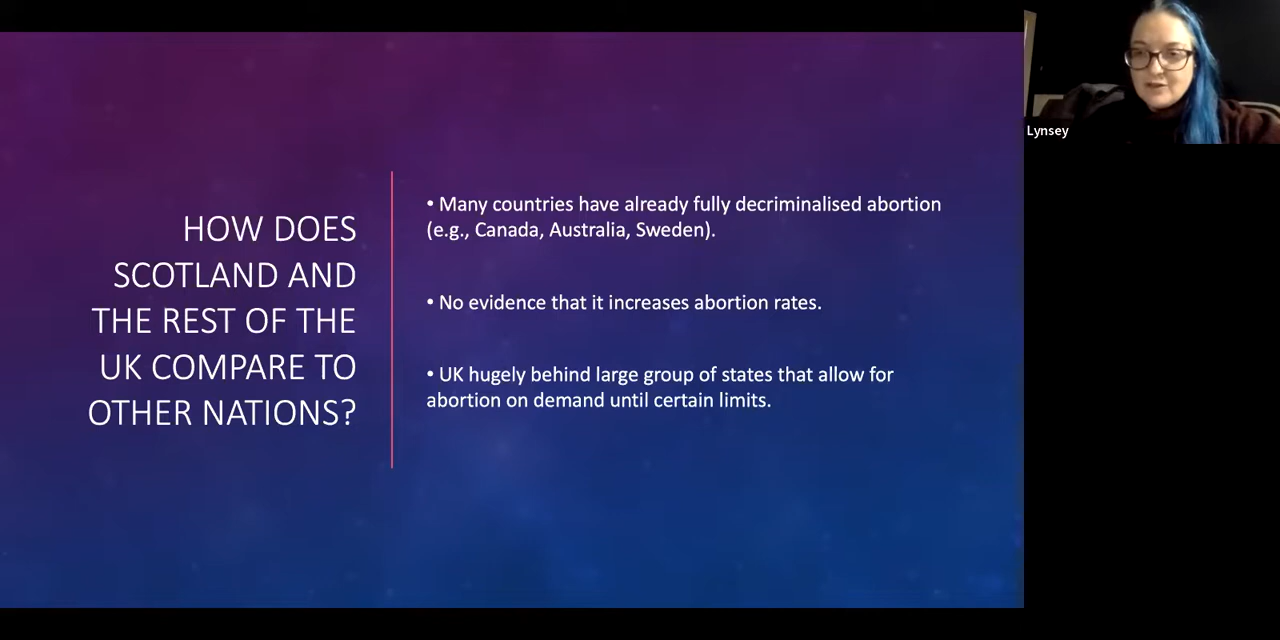 HOW DOES
SCOTLAND AND
THE REST OF THE
UK COMPARE TO
OTHER NATIONS?
• Many countries have already fully decriminalised abortion
(e.g., Canada, Australia, Sweden).
• No evidence that it increases abortion rates.
• UK hugely behind large group of states that allow for
abortion on demand until certain limits.
Lynsey